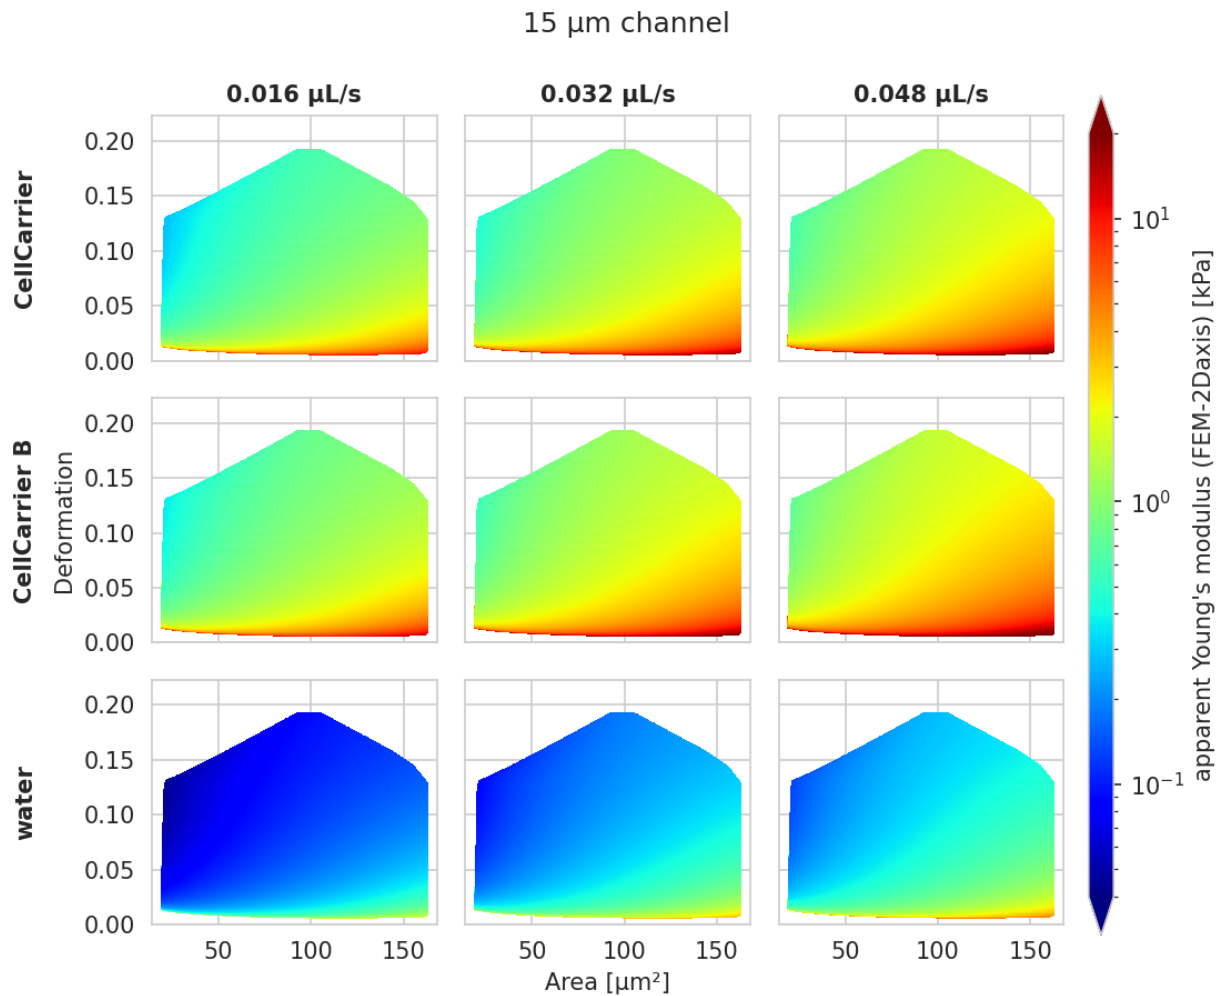 15 μm channel
0.016 μL/s 0.032 μL/s 0.048 μL/s
CellCarrier
0.20
0.15
0.10
0.05
0.00
CellCarrier B
Deformation
0.20
0.15
0.10
0.05
0.00
water
0.20
0.15
0.10
0.05
0.00
50 100 150 50 100 150 50 100 150
Area [μm²]
10¹
10⁰
10⁻¹
apparent Young's modulus (FEM-2Daxis) [kPa]